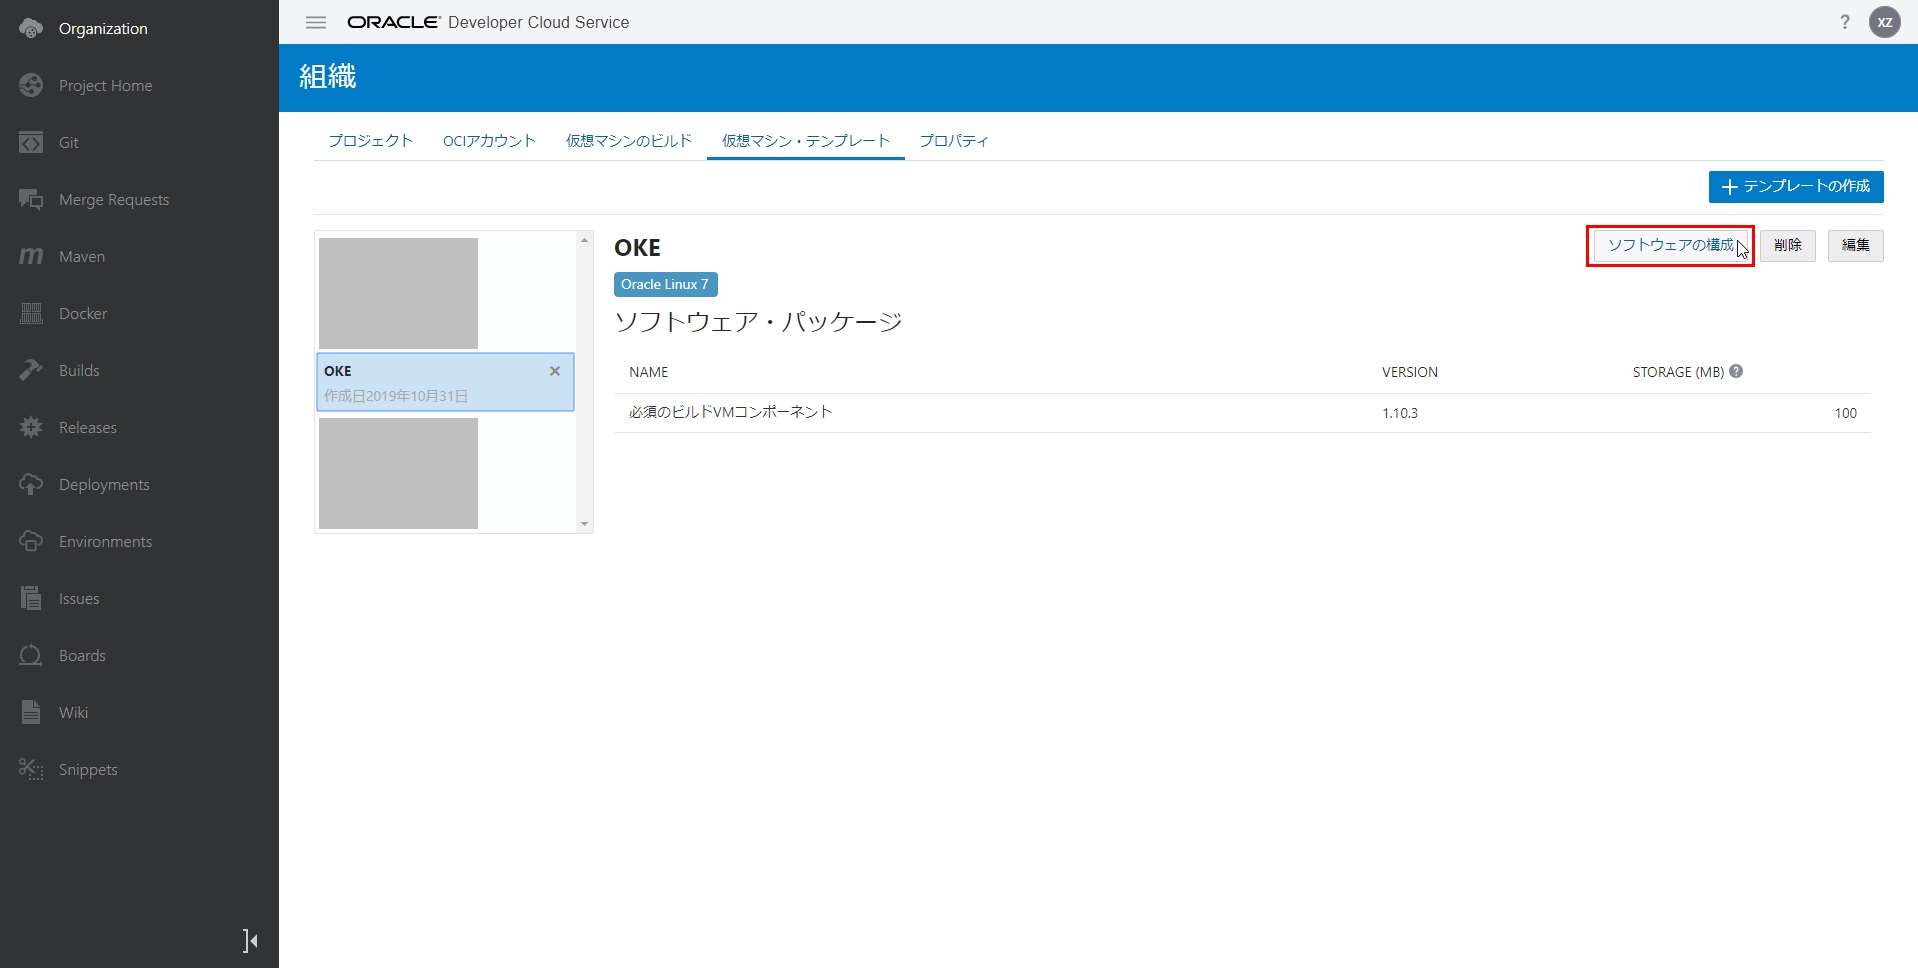 Organization
Project Home
Git
Merge Requests
Maven
Docker
Builds
Releases
Deployments
Environments
Issues
Boards
Wiki
Snippets
ORACLE Developer Cloud Service
? XZ
組織
プロジェクト OCIアカウント 仮想マシンのビルド 仮想マシン・テンプレート プロパティ
テンプレートの作成
OKE
作成日2019年10月31日
OKE
ソフトウェアの構成 削除 編集
Oracle Linux 7
ソフトウェア・パッケージ
NAME VERSION STORAGE (MB) ?
必須のビルドVMコンポーネント 1.10.3 100